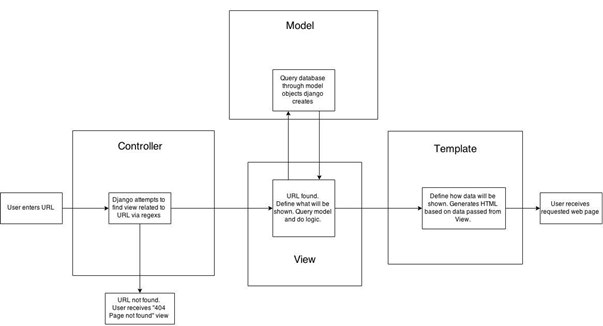 Model
Query database
through model
objects django
creates
Controller
Template
User enters URL
Django attempts to
find view related to
URL via regexs
URL found.
Define what will be
shown. Query model
and do logic.
View
Define how data will be
shown. Generates HTML
based on data passed from
View.
User receives
requested web page
URL not found.
User receives "404
Page not found" view